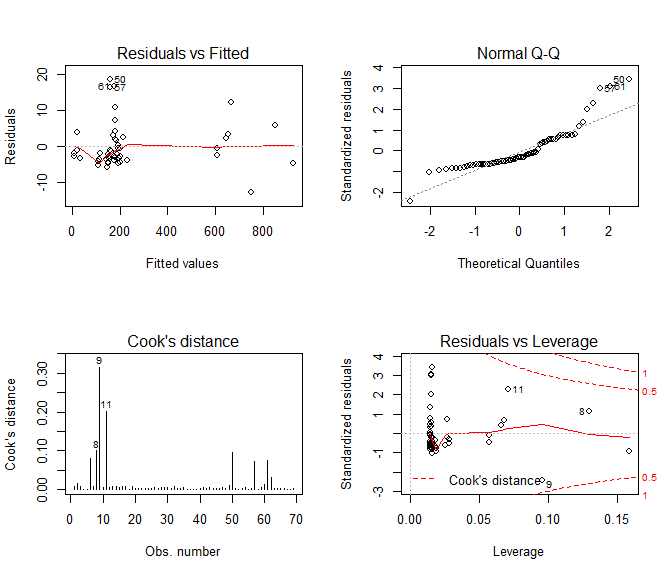 Residuals vs Fitted
Residuals
20
10
0
-10
50
61
57
0 200 400 600 800
Fitted values
Normal Q-Q
Standardized residuals
4
3
1
0
-2
50
57
61
-2 -1 0 1 2
Theoretical Quantiles
Cook's distance
Cook's distance
0.30
0.20
0.10
0.00
9
11
8
0 10 20 30 40 50 60 70
Obs. number
Residuals vs Leverage
Standardized residuals
4
3
1
-1
-3
11
8
9
Cook's distance
1
0.5
0.5
1
0.00 0.05 0.10 0.15
Leverage